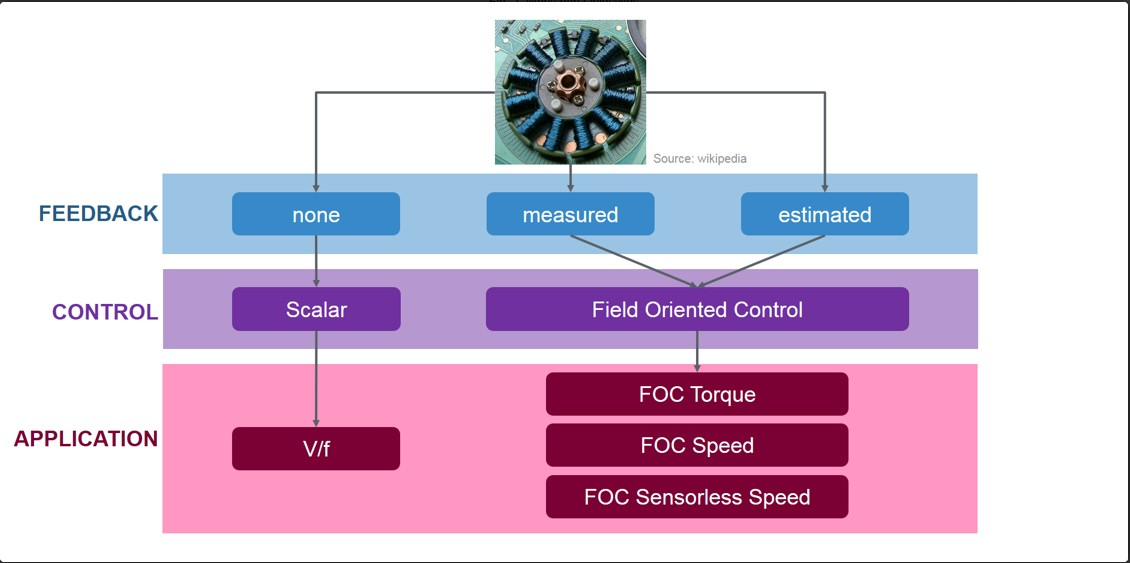 Source: wikipedia
FEEDBACK
none
measured
estimated
CONTROL
Scalar
Field Oriented Control
APPLICATION
FOC Torque
V/f
FOC Speed
FOC Sensorless Speed